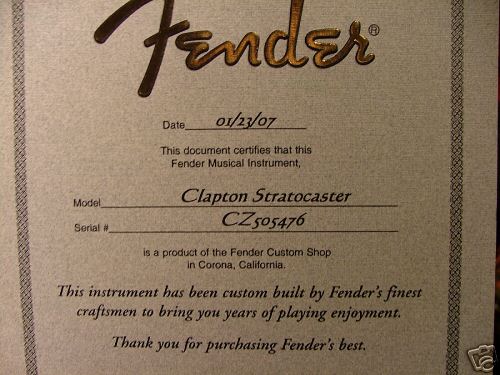 Fender®
Date 01/23/07
This document certifies that this
Fender Musical Instrument,
Model Clapton Stratocaster
Serial # CZ505476
is a product of the Fender Custom Shop
in Corona, California.
This instrument has been custom built by Fender's finest
craftsmen to bring you years of playing enjoyment.
Thank you for purchasing Fender's best.